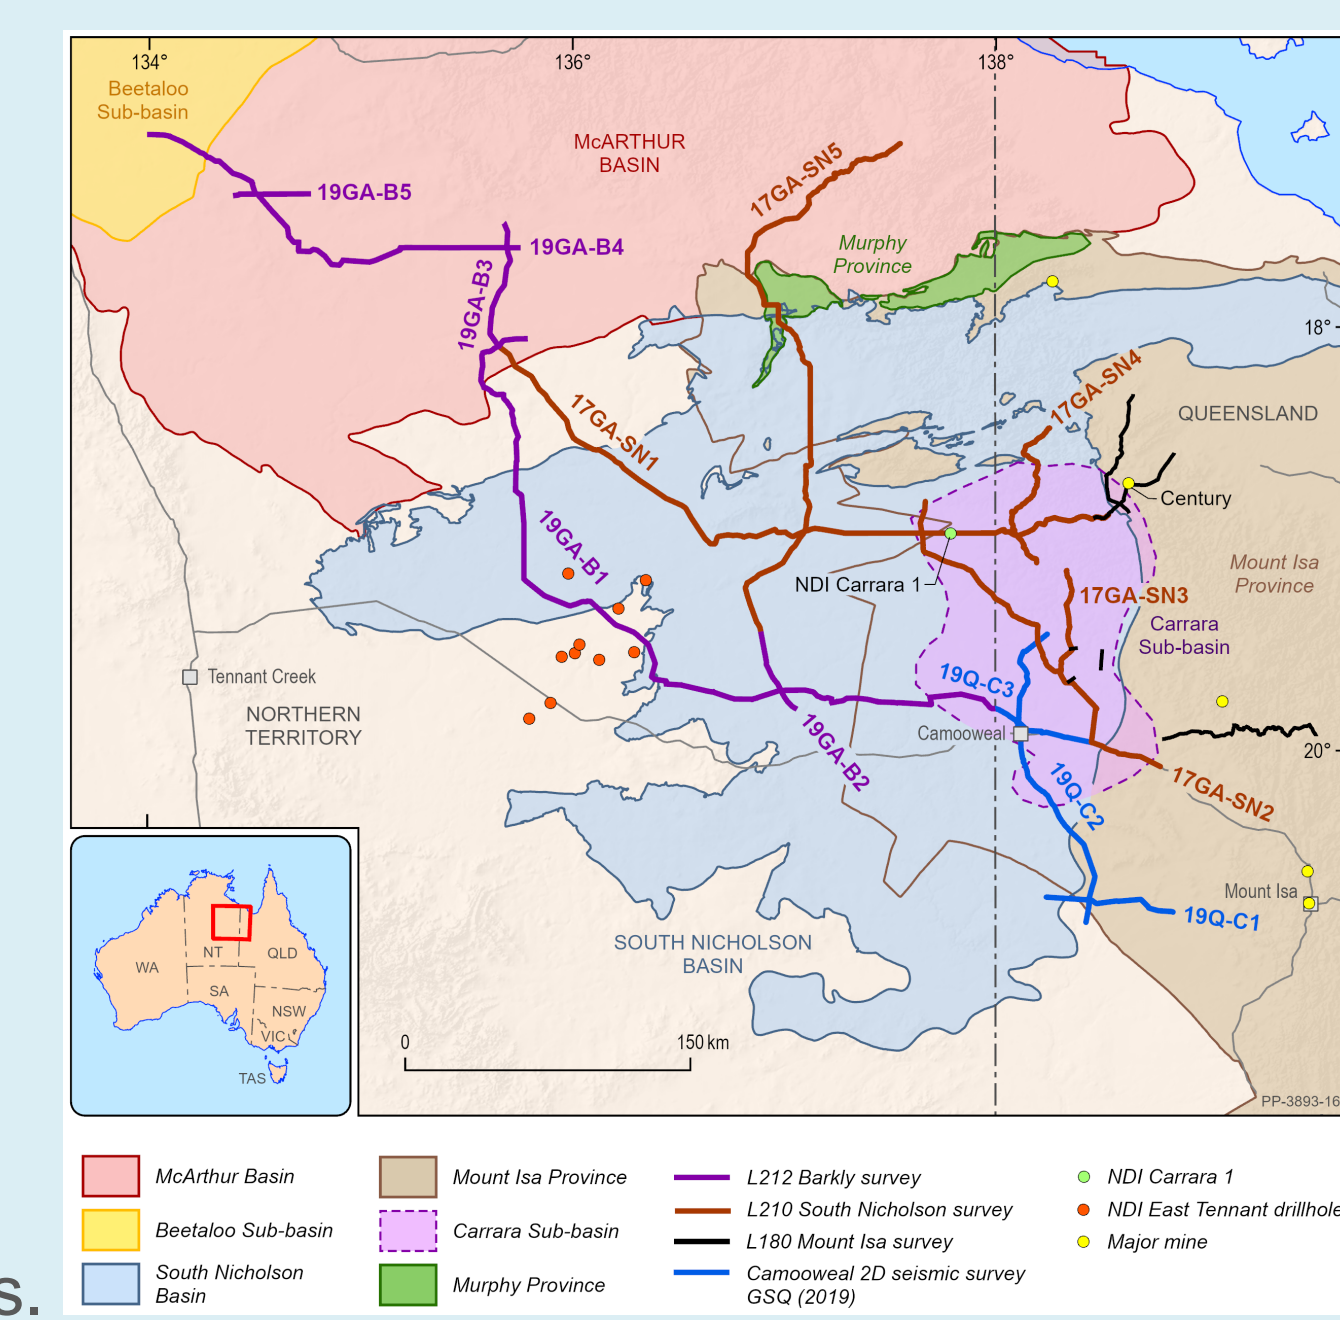 134°
136°
138°
Beetaloo
Sub-basin
McARTHUR
BASIN
17GA-SN5
19GA-B5
19GA-B4
Murphy
Province
19GA-B3
18°
17GA-SN4
17GA-SN1
QUEENSLAND
Century
19GA-B1
NDI Carrara 1
Mount Isa
Province
17GA-SN3
Carrara
Sub-basin
Tennant Creek
19Q-C3
NORTHERN
TERRITORY
Camooweal
19GA-B2
20°
19Q-C2
17GA-SN2
Mount Isa
19Q-C1
SOUTH NICHOLSON
BASIN
WA
NT
QLD
SA
NSW
VIC
TAS
0 150 km
PP-3893-16
McArthur Basin
Beetaloo Sub-basin
South Nicholson
Basin
Mount Isa Province
Carrara Sub-basin
Murphy Province
L212 Barkly survey
L210 South Nicholson survey
L180 Mount Isa survey
Camooweal 2D seismic survey
GSQ (2019)
NDI Carrara 1
NDI East Tennant drillhole
Major mine
s.